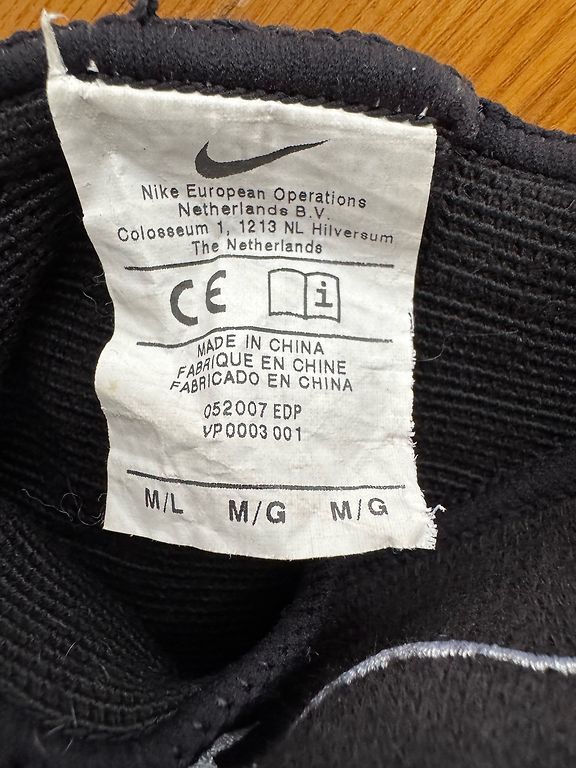 Nike European Operations
Netherlands B.V.
Colosseum 1, 1213 NL Hilversum
The Netherlands
CE i
MADE IN CHINA
FABRIQUE EN CHINE
FABRICADO EN CHINA
052007 EDP
VP0003 001
M/L M/G M/G